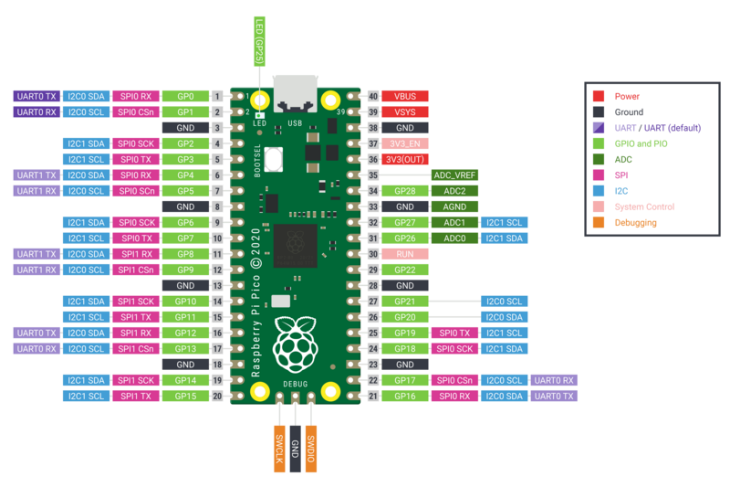 LED (GP25)
UART0 TX I2C0 SDA SPI0 RX GP0 1 1 40 VBUS
UART0 RX I2C0 SCL SPI0 CSn GP1 2 2 LED USB 39 39 VSYS
GND 3 38 GND
I2C1 SDA SPI0 SCK GP2 4 37 3V3_EN
I2C1 SCL SPI0 TX GP3 5 BOOTSEL 36 3V3(OUT)
UART1 TX I2C0 SDA SPI0 RX GP4 6 35 ADC_VREF
UART1 RX I2C0 SCL SPI0 CSn GP5 7 34 GP28 ADC2
GND 8 33 GND AGND
I2C1 SDA SPI0 SCK GP6 9 32 GP27 ADC1 I2C1 SCL
I2C1 SCL SPI0 TX GP7 10 31 GP26 ADC0 I2C1 SDA
UART1 TX I2C0 SDA SPI1 RX GP8 11 30 RUN
UART1 RX I2C0 SCL SPI1 CSn GP9 12 29 GP22
GND 13 28 GND
I2C1 SDA SPI1 SCK GP10 14 27 GP21 I2C0 SCL
I2C1 SCL SPI1 TX GP11 15 26 GP20 I2C0 SDA
UART0 TX I2C0 SDA SPI1 RX GP12 16 25 GP19 SPI0 TX I2C1 SCL
UART0 RX I2C0 SCL SPI1 CSn GP13 17 24 GP18 SPI0 SCK I2C1 SDA
GND 18 23 GND
I2C1 SDA SPI1 SCK GP14 19 22 GP17 SPI0 CSn I2C0 SCL UART0 RX
I2C1 SCL SPI1 TX GP15 20 21 GP16 SPI0 RX I2C0 SDA UART0 TX
Raspberry Pi Pico © 2020
DEBUG
SWCLK GND SWDIO
Power
Ground
UART / UART (default)
GPIO and PIO
ADC
SPI
I2C
System Control
Debugging